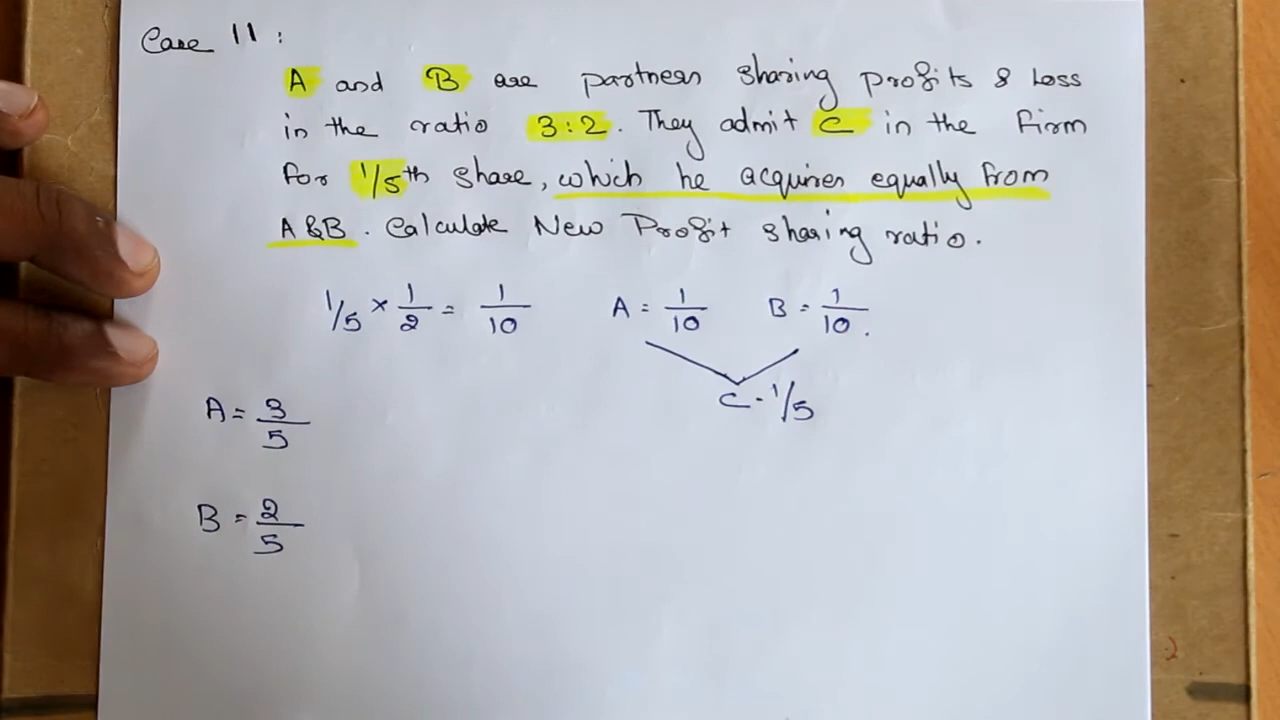 Case 11 :
A and B are partners sharing profits & Loss
in the ratio 3:2. They admit C in the Firm
for 1/5th share, which he acquires equally from
A & B. Calculate New Profit sharing ratio.
1/5 × 1/2 = 1/10 A = 1/10 B = 1/10.
C - 1/5
A = 3/5
B = 2/5